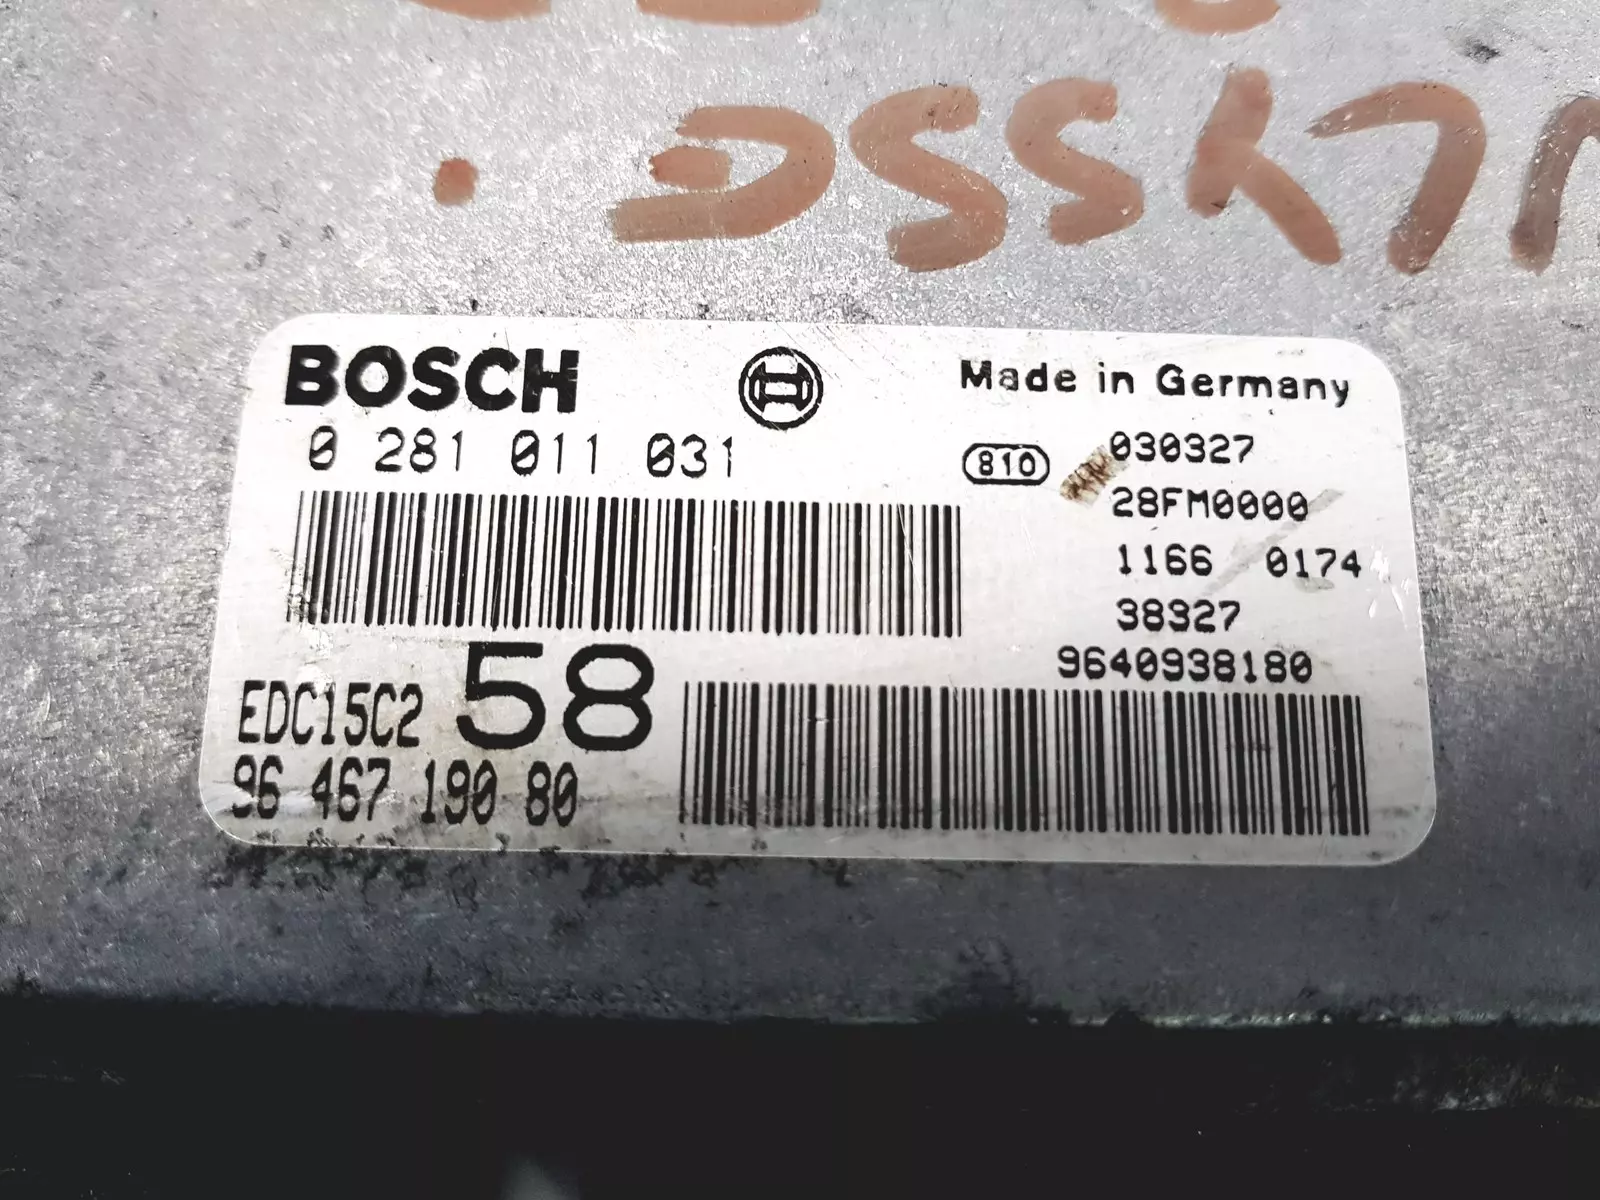 BOSCH
Made in Germany
0 281 011 031
810
030327
28FM0000
1166 0174
38327
9640938180
EDC15C2 58
96 467 190 80